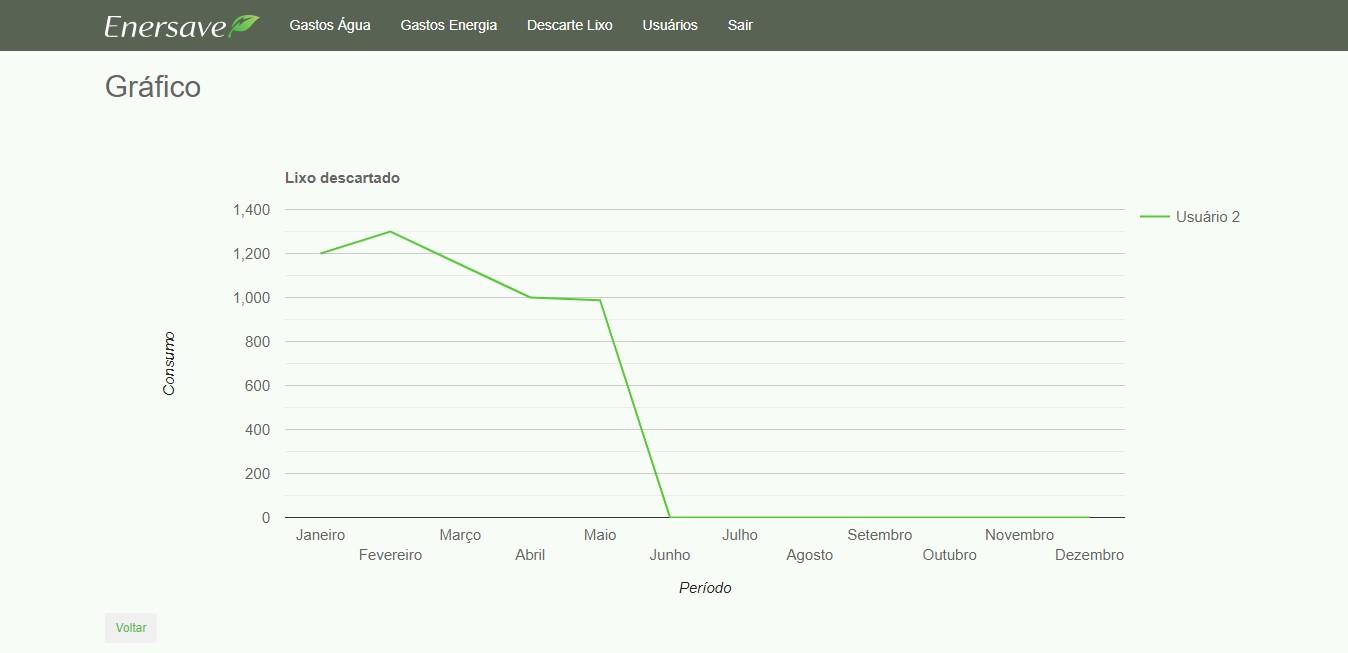 Enersave Gastos Água Gastos Energia Descarte Lixo Usuários Sair
Gráfico
Lixo descartado
1,400
Usuário 2
1,200
1,000
800
600
400
200
0
Consumo
Janeiro Março Maio Julho Setembro Novembro
Fevereiro Abril Junho Agosto Outubro Dezembro
Período
Voltar